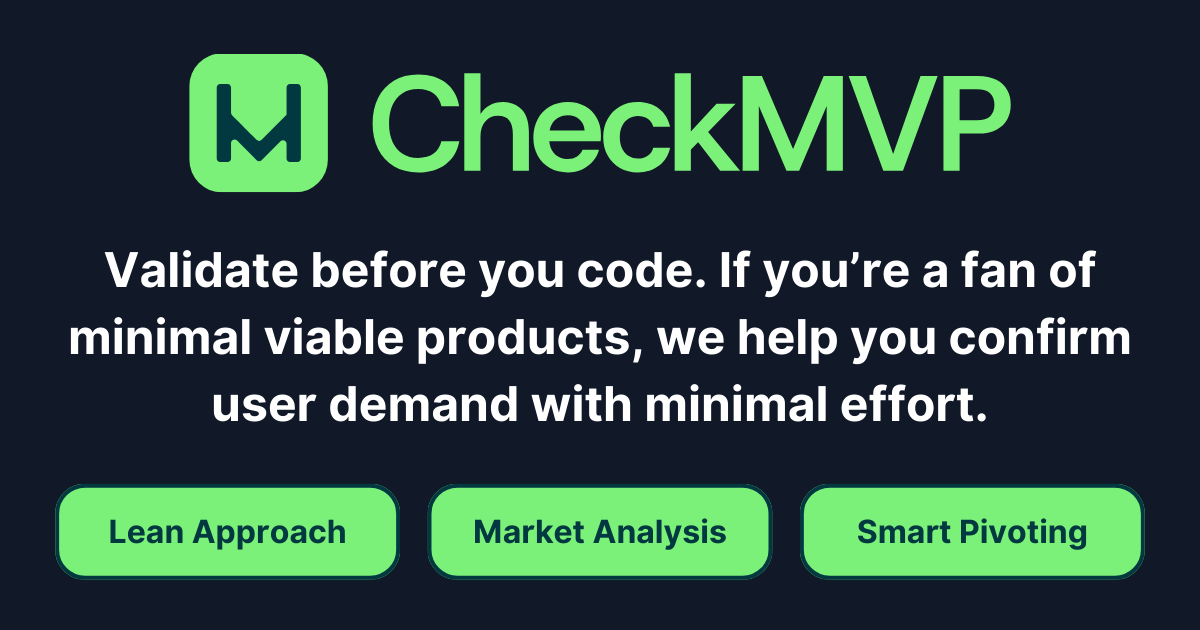 CheckMVP
Validate before you code. If you’re a fan of
minimal viable products, we help you confirm
user demand with minimal effort.
Lean Approach
Market Analysis
Smart Pivoting